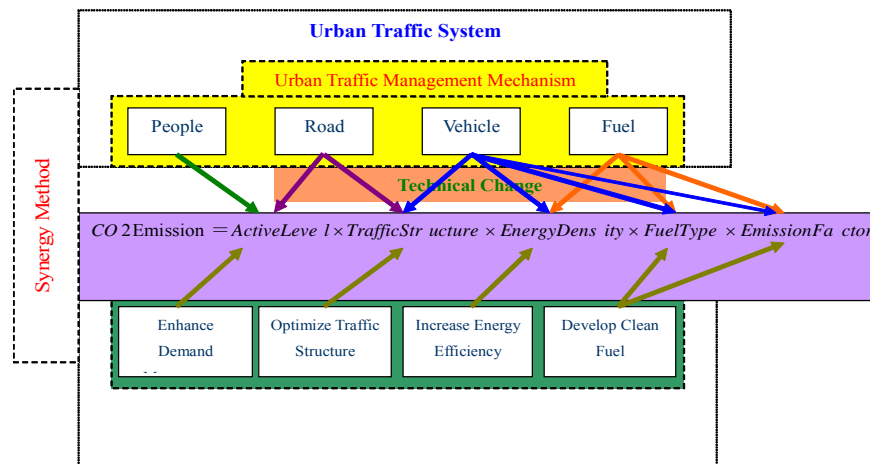 Urban Traffic System
Urban Traffic Management Mechanism
People
Road
Vehicle
Fuel
Technical Change
Synergy Method
CO 2Emission = ActiveLeve l × TrafficStr ucture × EnergyDens ity × FuelType × EmissionFa ctor
Enhance
Demand
Optimize Traffic
Structure
Increase Energy
Efficiency
Develop Clean
Fuel